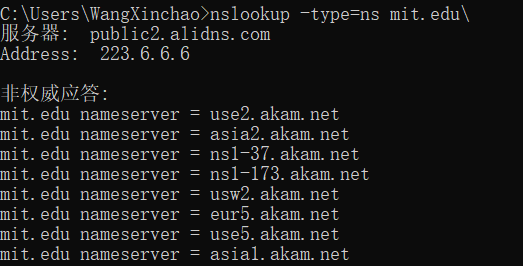 C:\Users\WangXinchao>nslookup -type=ns mit.edu\
服务器:  public2.alidns.com
Address:  223.6.6.6

非权威应答:
mit.edu nameserver = use2.akam.net
mit.edu nameserver = asia2.akam.net
mit.edu nameserver = ns1-37.akam.net
mit.edu nameserver = ns1-173.akam.net
mit.edu nameserver = usw2.akam.net
mit.edu nameserver = eur5.akam.net
mit.edu nameserver = use5.akam.net
mit.edu nameserver = asia1.akam.net